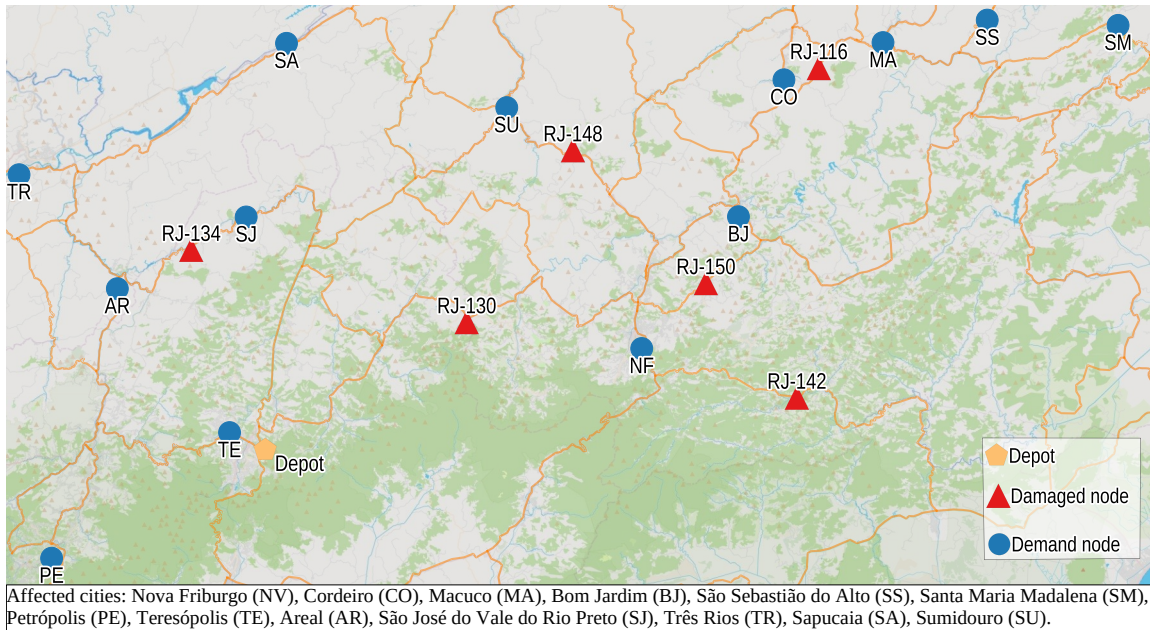 SS
SM
MA
RJ-116
SA
CO
SU
RJ-148
TR
RJ-134
SJ
BJ
RJ-150
AR
RJ-130
NF
RJ-142
TE
Depot
Depot
Damaged node
Demand node
PE
Affected cities: Nova Friburgo (NV), Cordeiro (CO), Macuco (MA), Bom Jardim (BJ), São Sebastião do Alto (SS), Santa Maria Madalena (SM),
Petrópolis (PE), Teresópolis (TE), Areal (AR), São José do Vale do Rio Preto (SJ), Três Rios (TR), Sapucaia (SA), Sumidouro (SU).